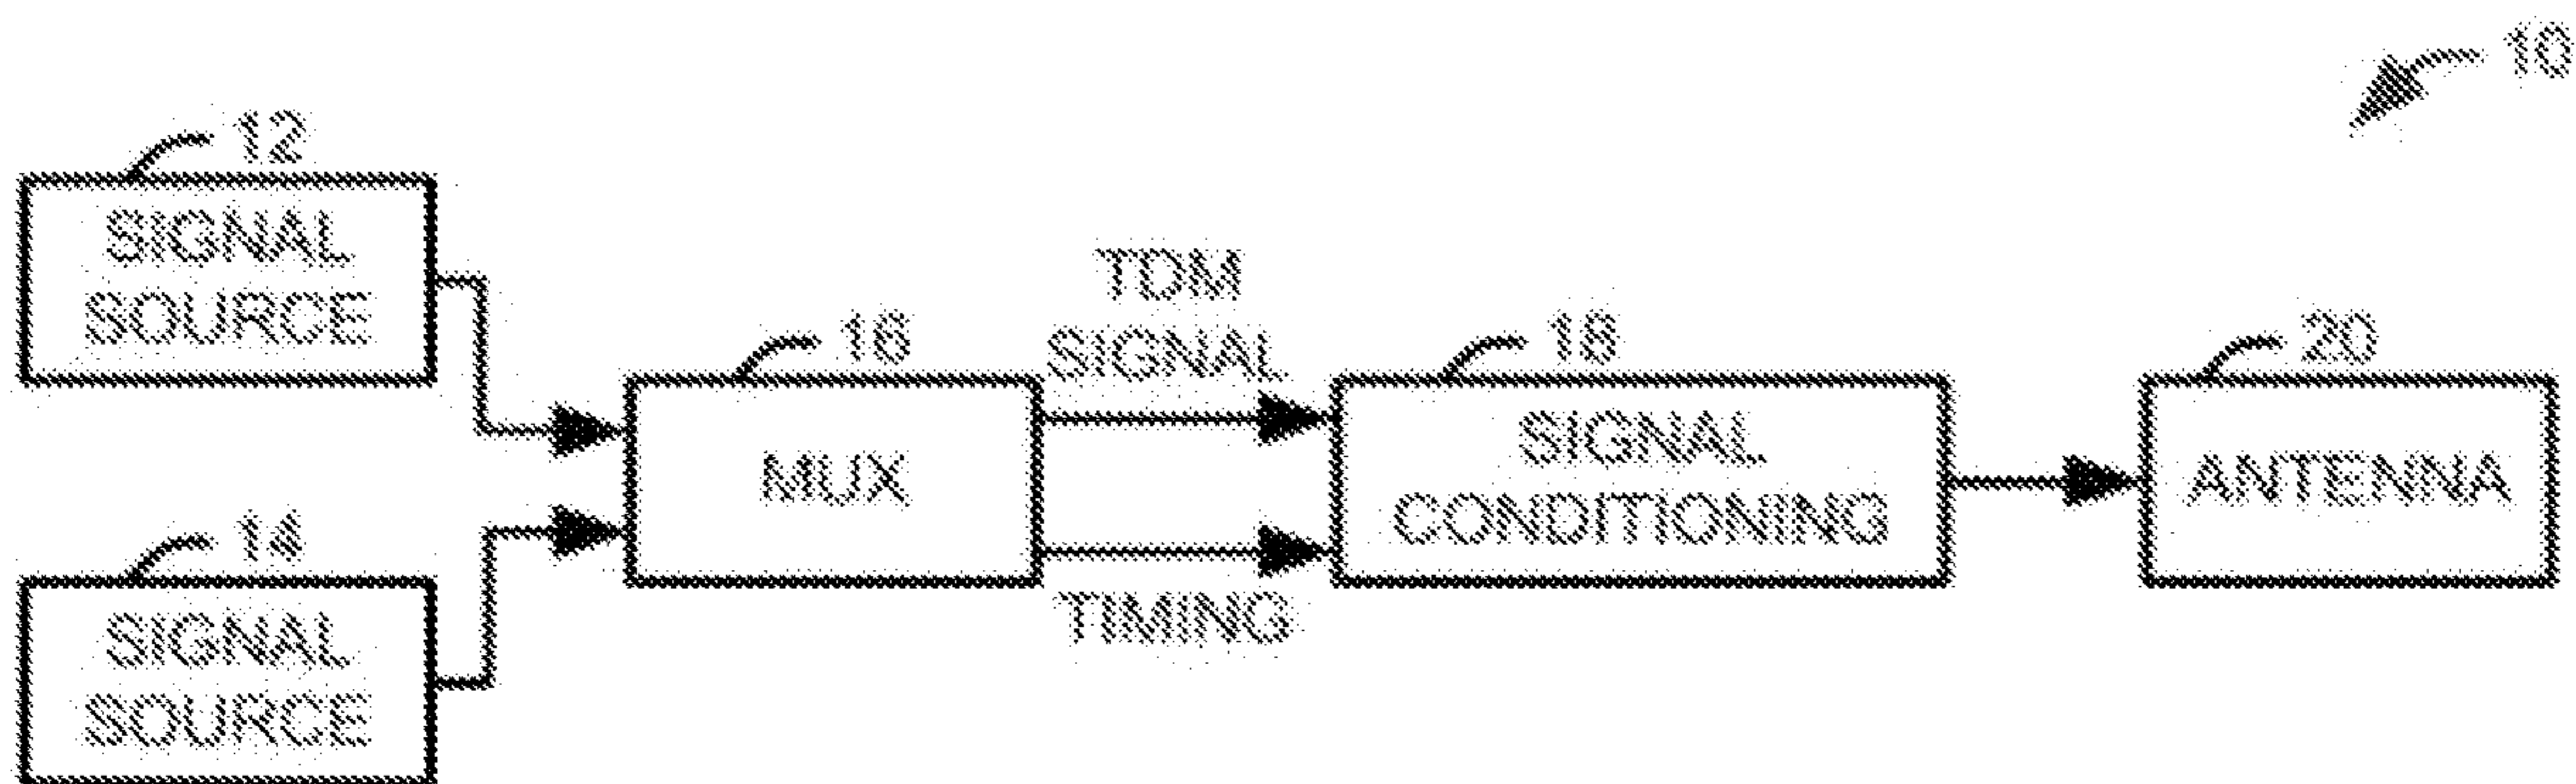 10
12
SIGNAL
SOURCE
14
SIGNAL
SOURCE
16
MUX
TDM
SIGNAL
TIMING
18
SIGNAL
CONDITIONING
20
ANTENNA